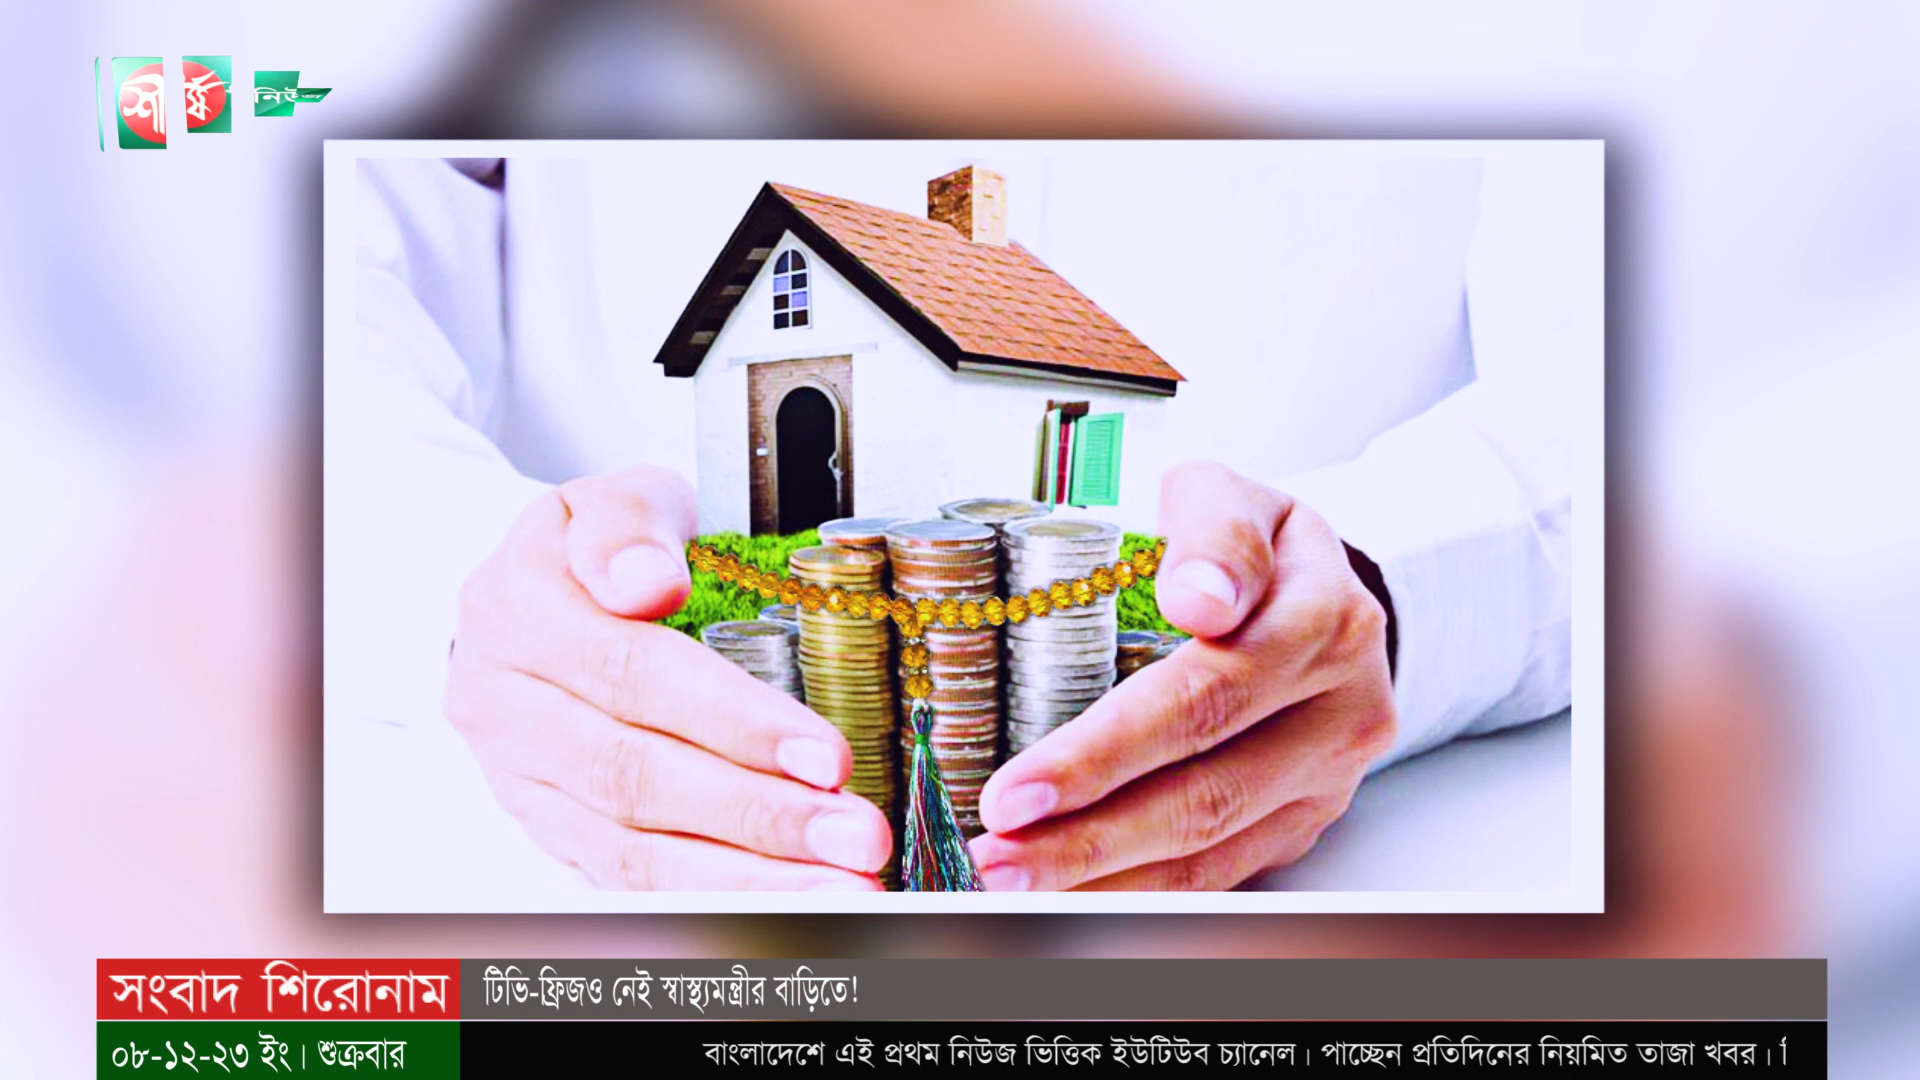 শীর্ষ নিউজ
সংবাদ শিরোনাম
টিভি-ফ্রিজও নেই স্বাস্থ্যমন্ত্রীর বাড়িতে!
০৮-১২-২৩ ইং। শুক্রবার
বাংলাদেশে এই প্রথম নিউজ ভিত্তিক ইউটিউব চ্যানেল। পাচ্ছেন প্রতিদিনের নিয়মিত তাজা খবর।